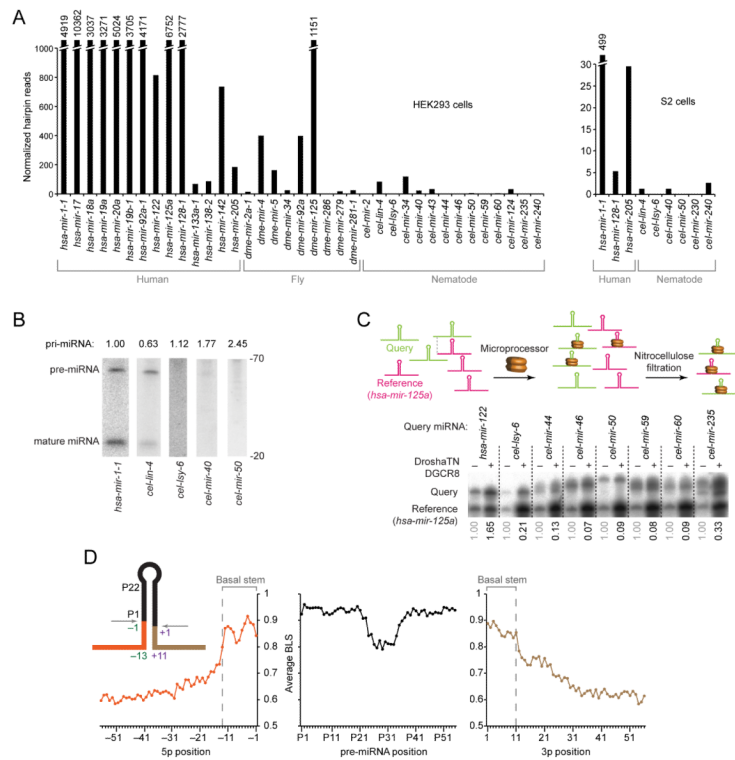 A
4919
10362
3037
3271
5024
3705
4171
6752
2777
1151
499
Normalized hairpin reads
1000
800
600
400
200
0
HEK293 cells
30
25
20
15
10
5
0
S2 cells
hsa-mir-1-1
hsa-mir-17
hsa-mir-18a
hsa-mir-19a
hsa-mir-20a
hsa-mir-19b-1
hsa-mir-92a-1
hsa-mir-122
hsa-mir-125a
hsa-mir-128-1
hsa-mir-133a-1
hsa-mir-138-2
hsa-mir-142
hsa-mir-205
dme-mir-2a-1
dme-mir-4
dme-mir-5
dme-mir-34
dme-mir-92a
dme-mir-125
dme-mir-286
dme-mir-279
dme-mir-281-1
cel-mir-2
cel-lin-4
cel-lsy-6
cel-mir-34
cel-mir-40
cel-mir-43
cel-mir-44
cel-mir-46
cel-mir-50
cel-mir-59
cel-mir-60
cel-mir-124
cel-mir-235
cel-mir-240
hsa-mir-1-1
hsa-mir-128-1
hsa-mir-205
cel-lin-4
cel-lsy-6
cel-mir-40
cel-mir-50
cel-mir-230
cel-mir-240
Human Fly Nematode Human Nematode
B
pri-miRNA: 1.00 0.63 1.12 1.77 2.45
-70
pre-miRNA
mature miRNA
-20
hsa-mir-1-1
cel-lin-4
cel-lsy-6
cel-mir-40
cel-mir-50
C
Query
Reference
(hsa-mir-125a)
Microprocessor
Nitrocellulose
filtration
Query miRNA:
hsa-mir-122
cel-lsy-6
cel-mir-44
cel-mir-46
cel-mir-50
cel-mir-59
cel-mir-60
cel-mir-235
DroshaTN
DGCR8
− + − + − + − + − + − + − + − +
Query
Reference
(hsa-mir-125a)
1.00 1.65 1.00 0.21 1.00 0.13 1.00 0.07 1.00 0.09 1.00 0.08 1.00 0.09 1.00 0.33
D
P22
P1
−1
+1
−13 +11
Basal stem
1
0.9
0.8
0.7
0.6
0.5
−51 −41 −31 −21 −11 −1
5p position
Average BLS
P1 P11 P21 P31 P41 P51
pre-miRNA position
Basal stem
1
0.9
0.8
0.7
0.6
0.5
1 11 21 31 41 51
3p position